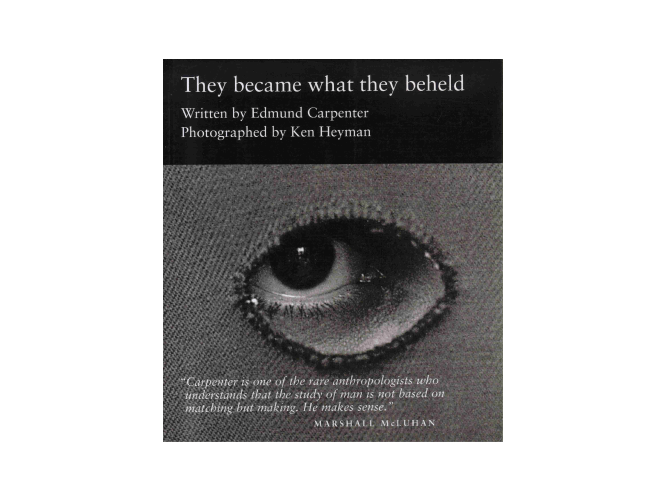 They became what they beheld
Written by Edmund Carpenter
Photographed by Ken Heyman
“Carpenter is one of the rare anthropologists who
understands that the study of man is not based on
matching but making. He makes sense.”
MARSHALL McLUHAN